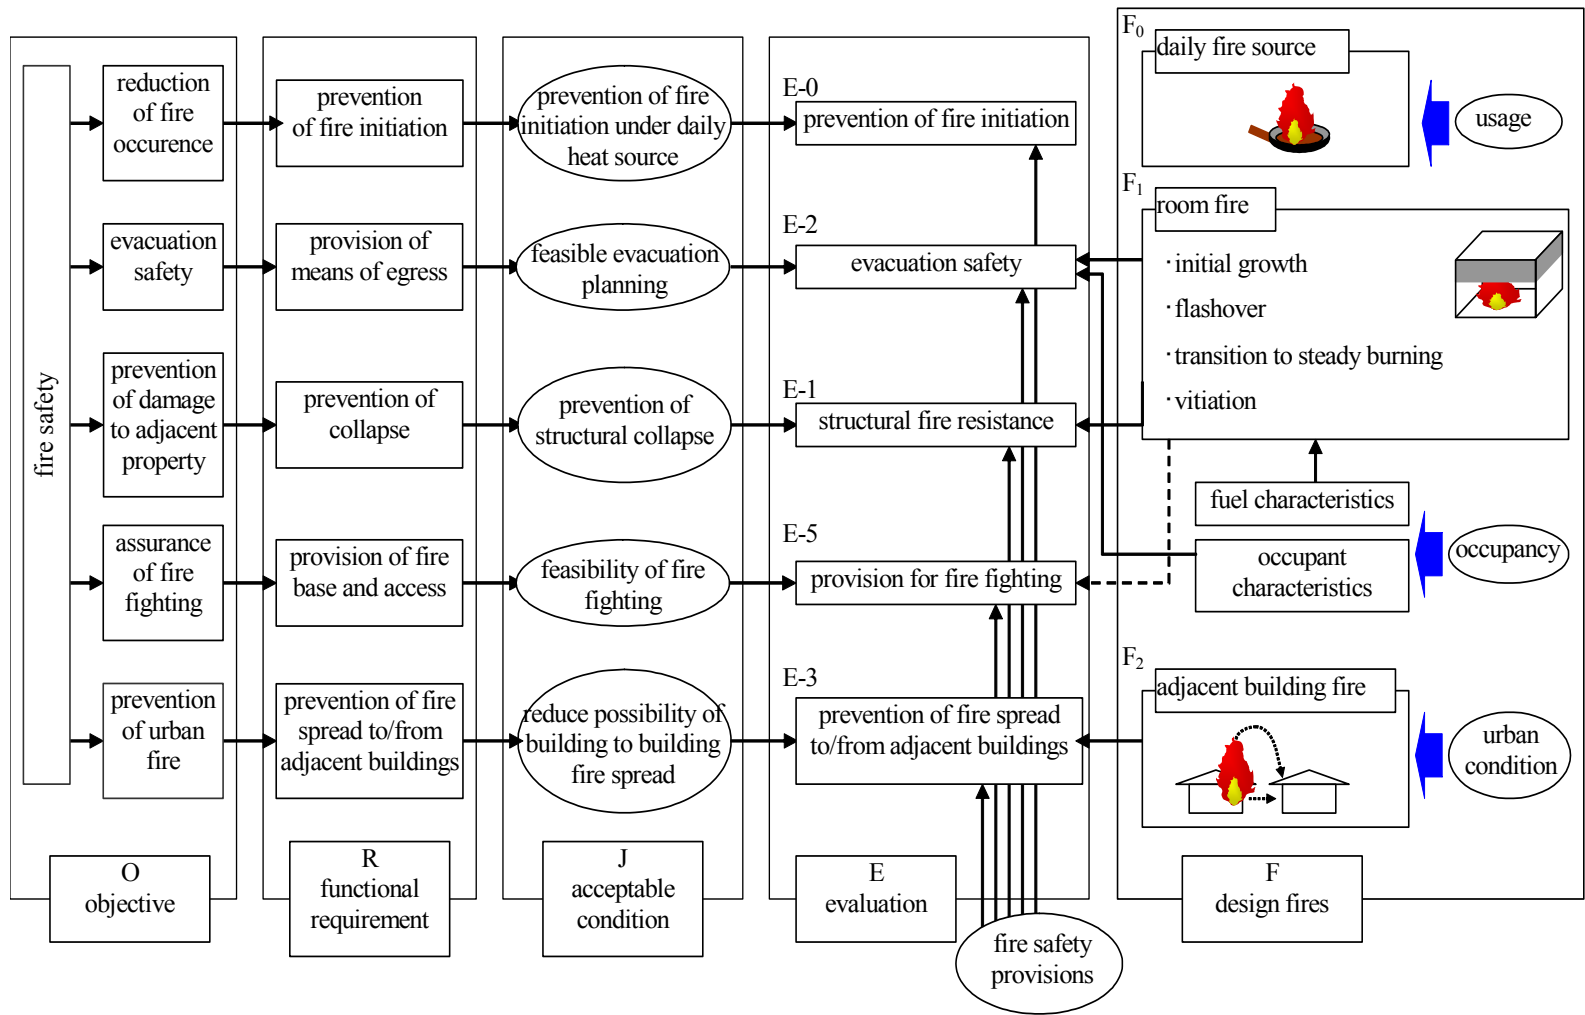 fire safety
reduction
of fire
occurence
evacuation
safety
prevention
of damage
to adjacent
property
assurance
of fire
fighting
prevention
of urban
fire
O
objective
prevention
of fire initiation
provision of
means of egress
prevention of
collapse
provision of fire
base and access
prevention of fire
spread to/from
adjacent buildings
R
functional
requirement
prevention of fire
initiation under daily
heat source
feasible evacuation
planning
prevention of
structural collapse
feasibility of fire
fighting
reduce possibility of
building to building
fire spread
J
acceptable
condition
E-0
prevention of fire initiation
E-2
evacuation safety
E-1
structural fire resistance
E-5
provision for fire fighting
E-3
prevention of fire spread
to/from adjacent buildings
E
evaluation
fire safety
provisions
F0
daily fire source
usage
F1
room fire
·initial growth
·flashover
·transition to steady burning
·vitiation
fuel characteristics
occupant
characteristics
occupancy
F2
adjacent building fire
urban
condition
F
design fires